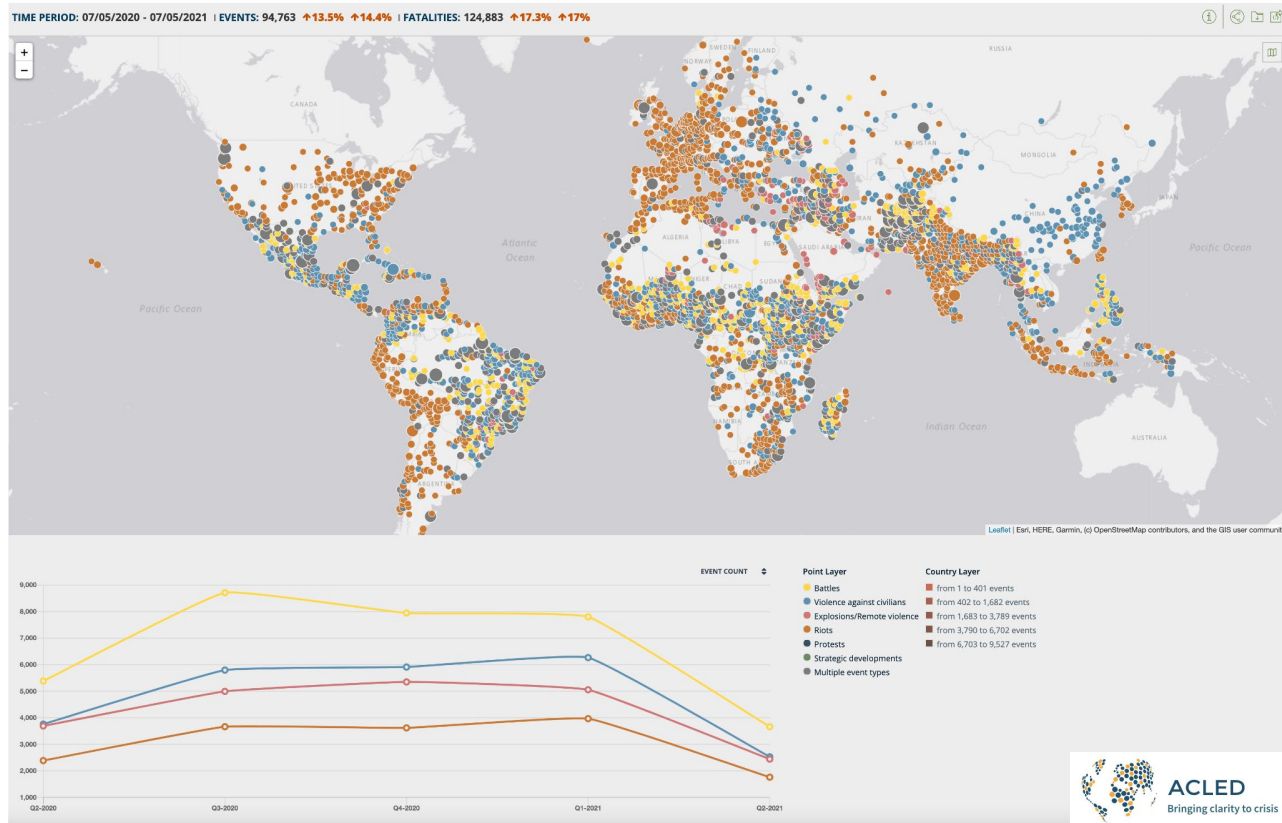 TIME PERIOD: 07/05/2020 - 07/05/2021 | EVENTS: 94,763 ↑13.5% ↑14.4% | FATALITIES: 124,883 ↑17.3% ↑17%
+
−
RUSSIA
SWEDEN
FINLAND
NORWAY
CANADA
MONGOLIA
UNITED STATES
JAPAN
CHINA
IRAN
Atlantic
Ocean
ALGERIA
LIBYA
SAUDI ARABIA
Pacific Ocean
NIGER
CHAD
SUDAN
Pacific Ocean
NAMIBIA
Indian Ocean
AUSTRALIA
ARGENTINA
Leaflet | Esri, HERE, Garmin, (c) OpenStreetMap contributors, and the GIS user communit
EVENT COUNT
9,000
8,000
7,000
6,000
5,000
4,000
3,000
2,000
1,000
Q2-2020
Q3-2020
Q4-2020
Q1-2021
Q2-2021
Point Layer
Battles
Violence against civilians
Explosions/Remote violence
Riots
Protests
Strategic developments
Multiple event types
Country Layer
from 1 to 401 events
from 402 to 1,682 events
from 1,683 to 3,789 events
from 3,790 to 6,702 events
from 6,703 to 9,527 events
ACLED
Bringing clarity to crisis